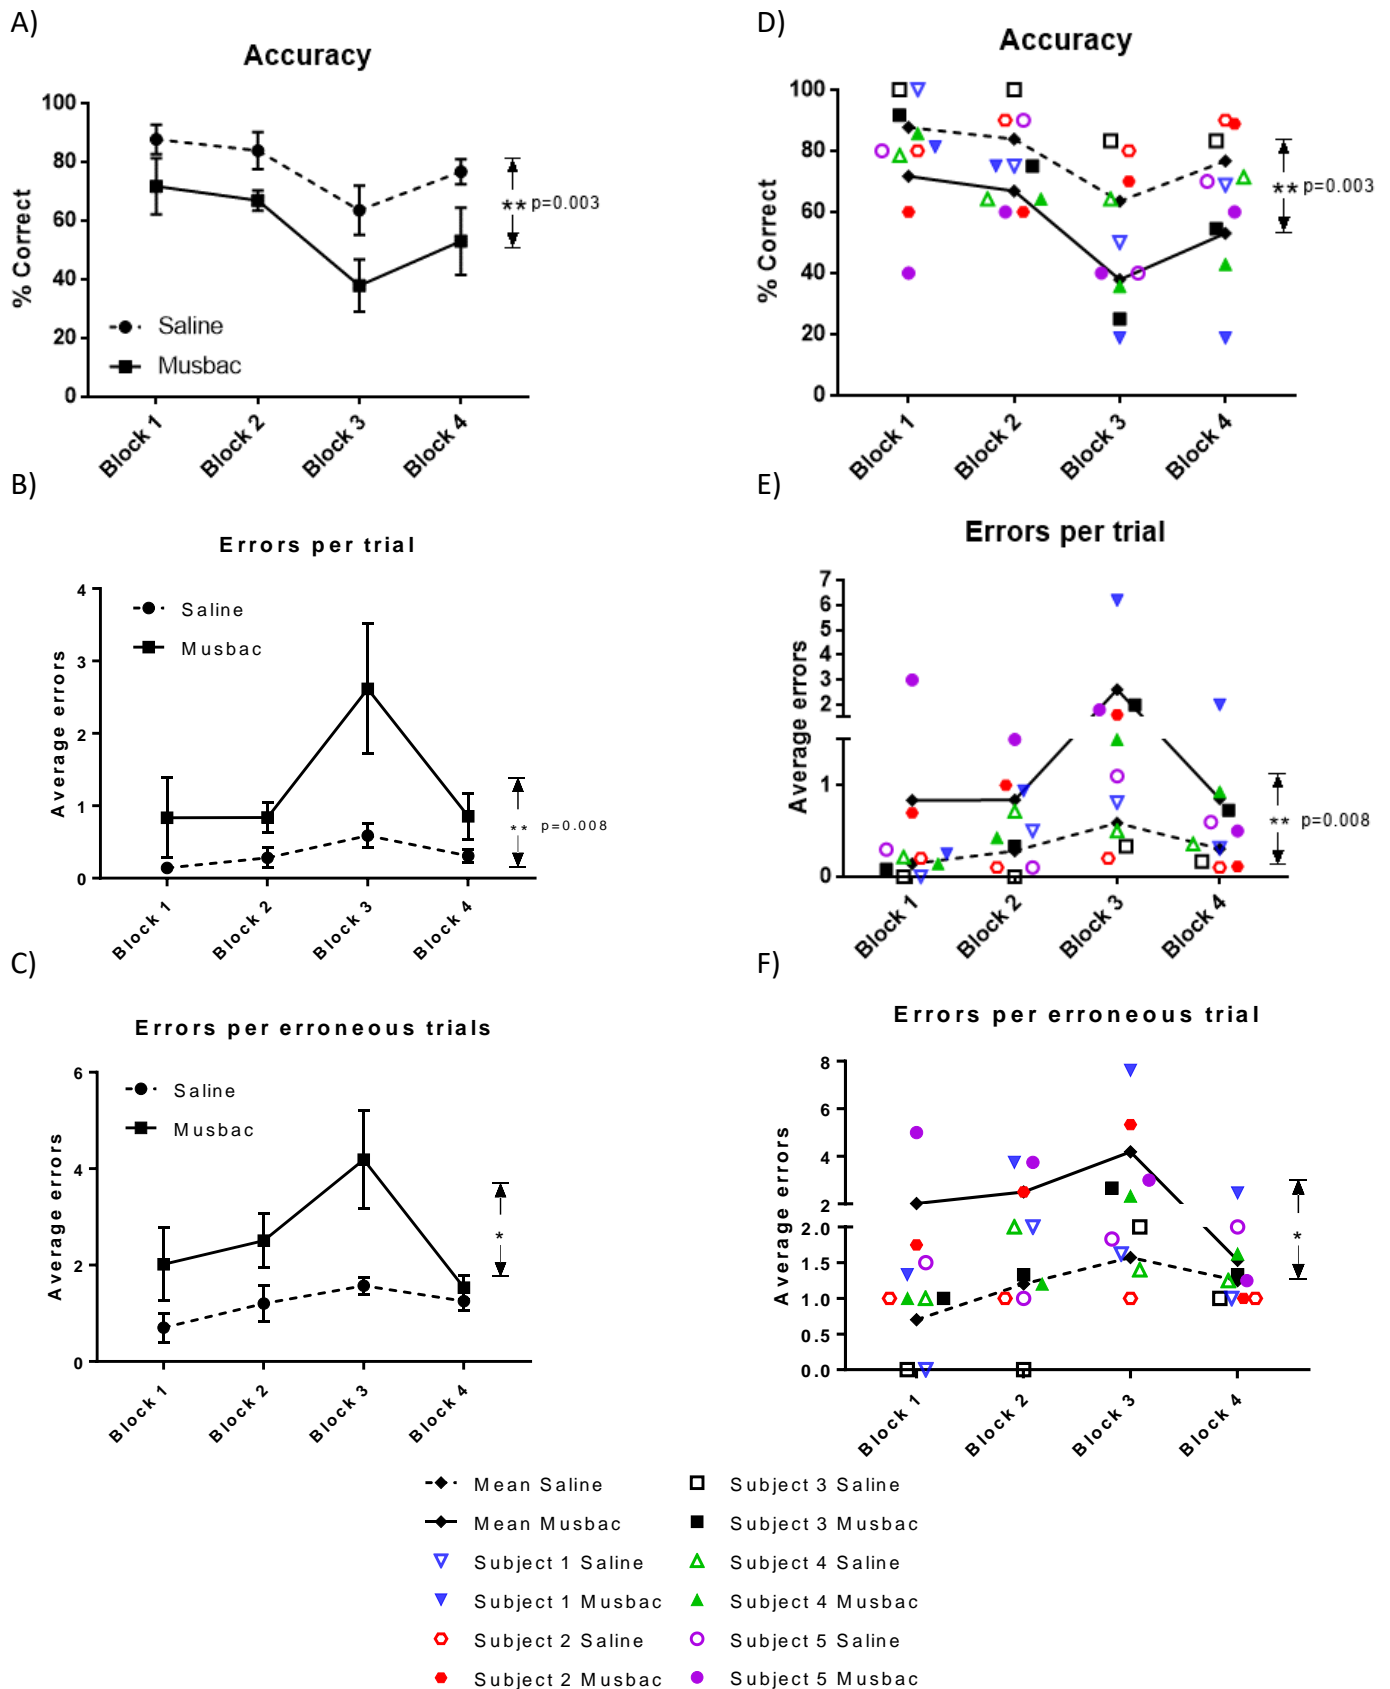 A)
Accuracy
% Correct
100
80
60
40
20
0
Saline
Musbac
** p=0.003
Block 1
Block 2
Block 3
Block 4
B)
Errors per trial
Average errors
4
3
2
1
0
Saline
Musbac
** p=0.008
Block 1
Block 2
Block 3
Block 4
C)
Errors per erroneous trials
Average errors
6
4
2
0
Saline
Musbac
*
Block 1
Block 2
Block 3
Block 4
D)
Accuracy
% Correct
100
80
60
40
20
0
** p=0.003
Block 1
Block 2
Block 3
Block 4
E)
Errors per trial
Average errors
7
6
5
4
3
2
1
0
** p=0.008
Block 1
Block 2
Block 3
Block 4
F)
Errors per erroneous trial
Average errors
8
6
4
2
2.0
1.5
1.0
0.5
0.0
*
Block 1
Block 2
Block 3
Block 4
Mean Saline
Mean Musbac
Subject 1 Saline
Subject 1 Musbac
Subject 2 Saline
Subject 2 Musbac
Subject 3 Saline
Subject 3 Musbac
Subject 4 Saline
Subject 4 Musbac
Subject 5 Saline
Subject 5 Musbac